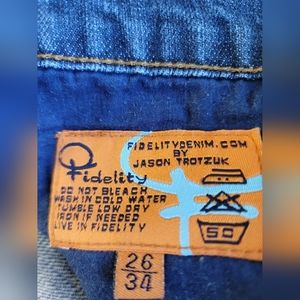 FIDELITYDENIM.COM
BY
JASON TROTZUK
Fidelity
DO NOT BLEACH
WASH IN COLD WATER
TUMBLE LOW DRY
IRON IF NEEDED
LIVE IN FIDELITY
50
26
34